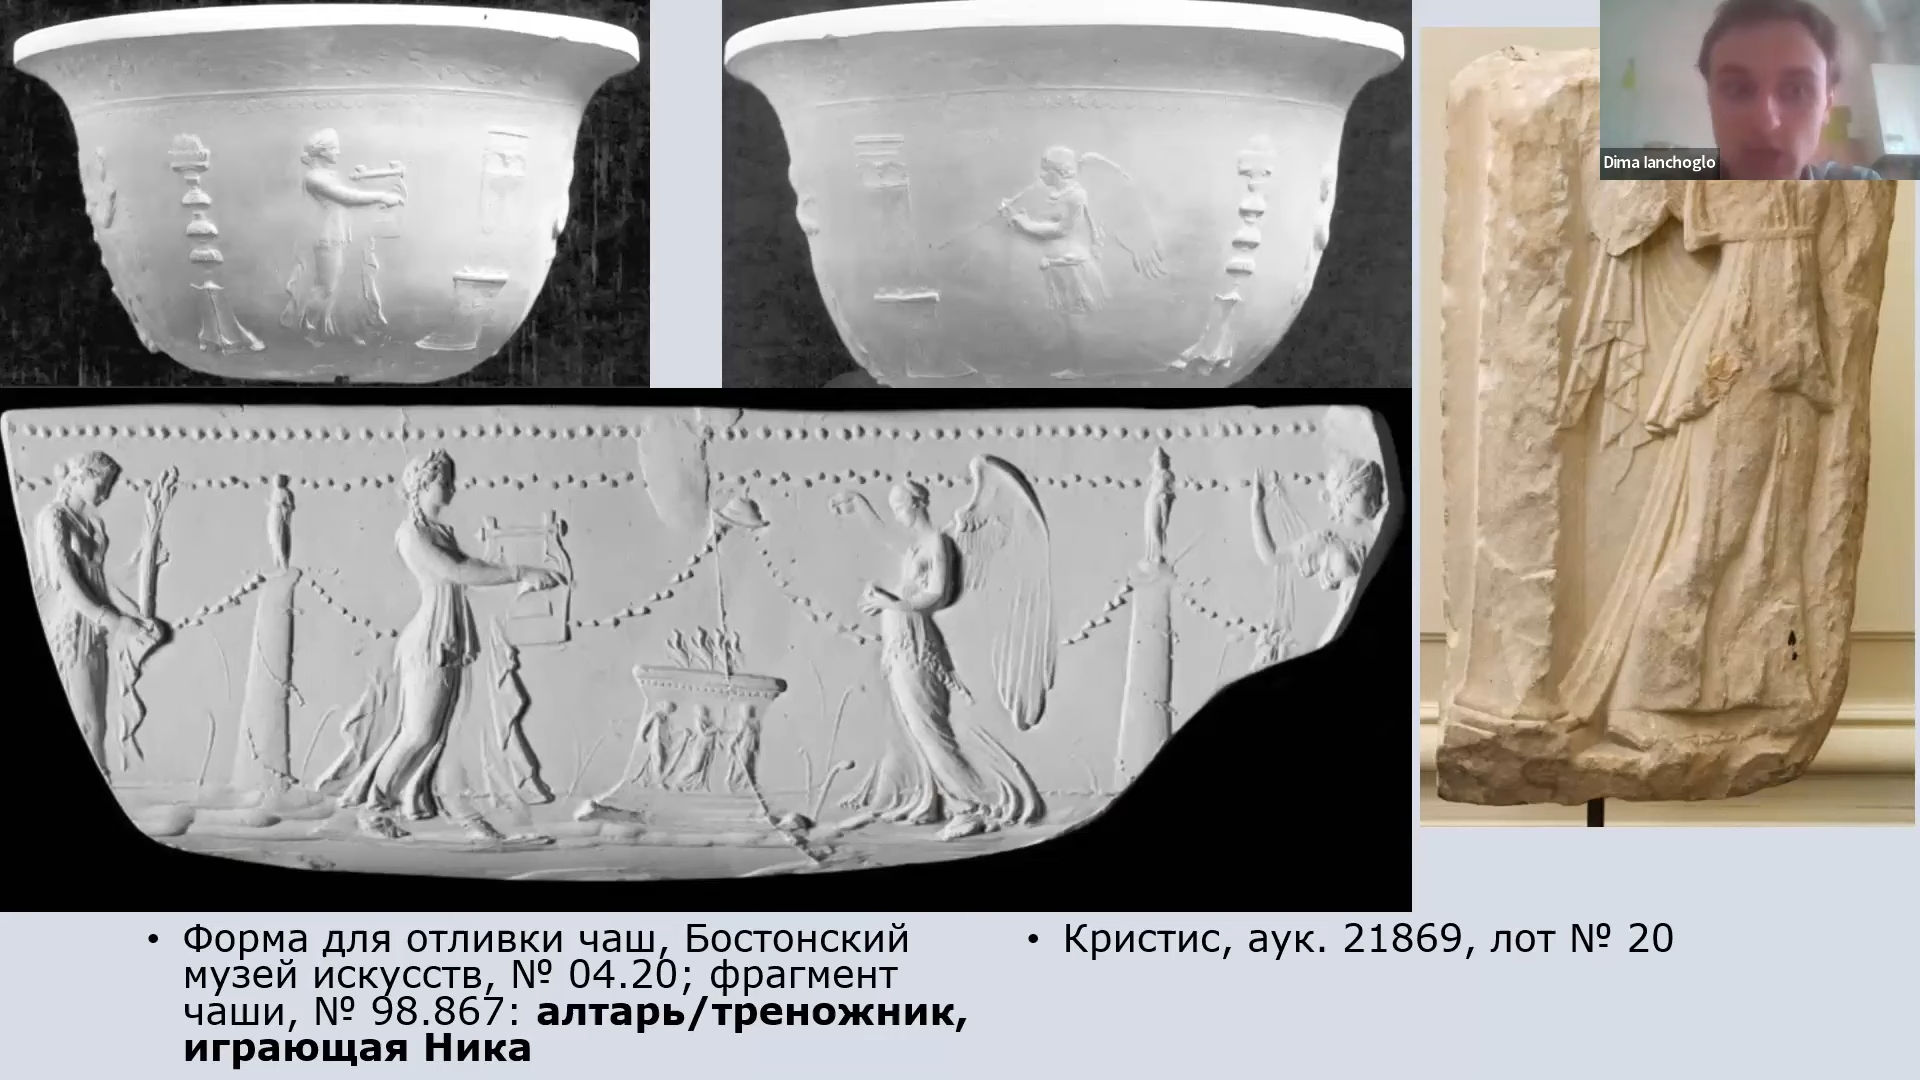 Dima Ianchoglo
• Форма для отливки чаш, Бостонский
музей искусств, № 04.20; фрагмент
чаши, № 98.867: алтарь/треножник,
играющая Ника
• Кристис, аук. 21869, лот № 20